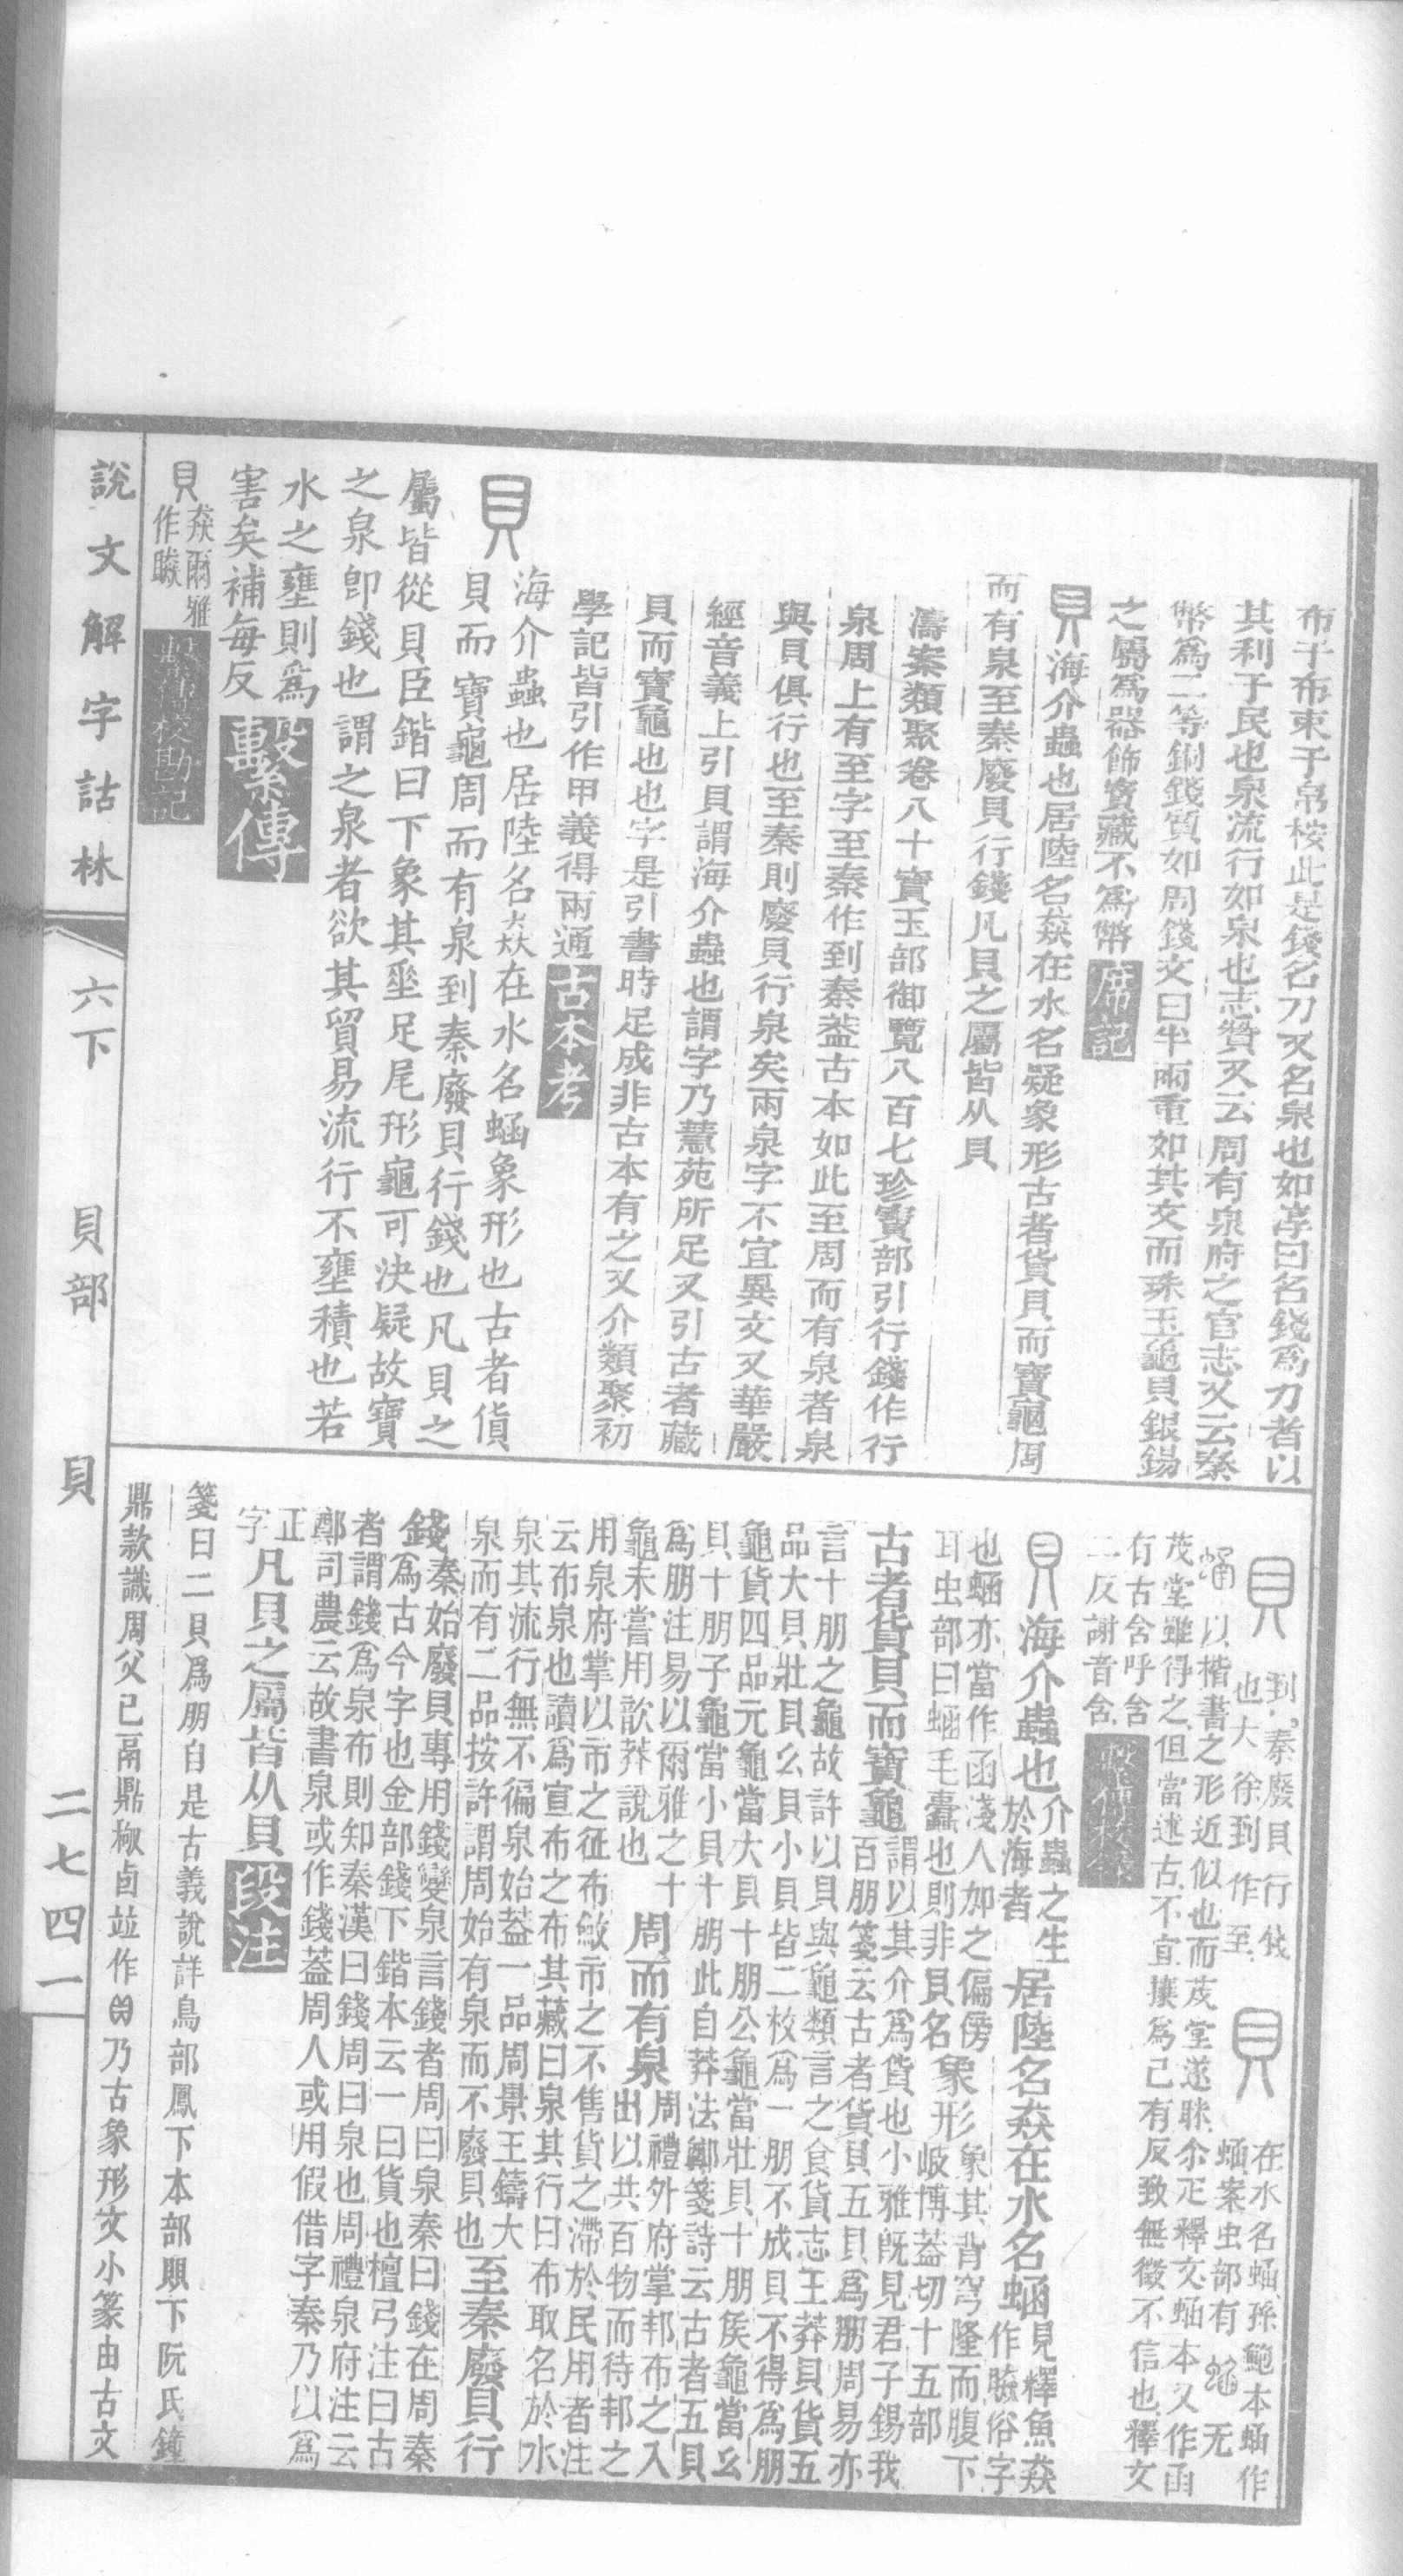 布于布束于帛桉此是錢名刀又名泉也如淳曰名錢爲刀者以
其利于民也泉流行如泉也志贊又云周有泉府之官志又云秦
幣爲二等銅錢質如周錢文曰半兩重如其文而珠玉龜貝銀錫
之屬爲器飾寶藏不爲幣 席記
貝 海介蟲也居陸名猋在水名 象形古者貨貝而寶龜周
而有泉至秦廢貝行錢凡貝之屬皆从貝
濤案類聚卷八十寶玉部御覽八百七珍寶部引行錢作行
泉周上有至字至秦作到秦葢古本如此至周而有泉者泉
與貝俱行也至秦則廢貝行泉矣兩泉字不宜異文又華嚴
經音義上引貝謂海介蟲也謂字乃慧苑所足又引古者藏
貝而寶龜也也字是引書時足成非古本有之又介類聚初
學記皆引作甲義得兩通 古本考
貝 海介蟲也居陸名猋在水名蜬象形也古者貨
貝而寶龜周而有泉到秦廢貝行錢也凡貝之
屬皆從貝臣鍇曰下象其垂足尾形龜可決疑故寶
之泉卽錢也謂之泉者欲其貿易流行不壅積也若
水之壅則爲
害矣補每反 繫傳
貝 猋爾雅
作贆 繫傳校勘記
貝 到秦廢貝行錢
也大徐到作至 貝 在水名蜬孫鮑本蜬作
蜬案虫部有 无
以楷書之形近似也而茂堂遂眯尒疋釋文蜬本又作函
茂堂雖得之但當述古不宜攘爲己有反致無徵不信也釋文
有古含呼含
二反謝音含 繫傳校錄
貝 海介蟲也 介蟲之生
於海者 居陸名猋在水名蜬 見釋魚猋
作贆俗字
也蜬亦當作函淺人加之偏傍 象形 象其背穹隆而腹下
耳虫部曰蜬毛蠹也則非貝名 岐博蓋切十五部
古者貨貝而寶龜 謂以其介爲貨也小雅旣見君子錫我
百朋箋云古者貨貝五貝爲朋周易亦
言十朋之龜故許以貝與龜類言之食貨志王莽貝貨五
品大貝壯貝幺貝小貝皆二枚爲一朋不成貝不得爲朋
龜貨四品元龜當大貝十朋公龜當壯貝十朋矦龜當幺
貝十朋子龜當小貝十朋此自莽法鄭箋詩云古者五貝
爲朋注易以爾雅之十
龜未嘗用歆莽說也 周而有泉 周禮外府掌邦布之入
出以共百物而待邦之
用泉府掌以市之征布斂市之不售貨之滯於民用者注
云布泉也讀爲宣布之布其藏曰泉其行曰布取名於水
泉其流行無不徧泉始葢一品周景王鑄大
泉而有二品按許謂周始有泉而不廢貝也 至秦廢貝行
錢 秦始廢貝專用錢變泉言錢者周曰泉秦曰錢在周秦
爲古今字也金部錢下鍇本云一曰貨也檀弓注曰古
者謂錢爲泉布則知秦漢曰錢周曰泉也周禮泉府注云
鄭司農云故書泉或作錢葢周人或用假借字秦乃以爲
正
字 凡貝之屬皆从貝 段注
箋曰二貝爲朋自是古義說詳鳥部鳳下本部賏下阮氏鐘
鼎款識周父己鬲鼎 卣竝作 乃古象形文小篆由古文
說文解字詁林 六下 貝部 貝 二七四一